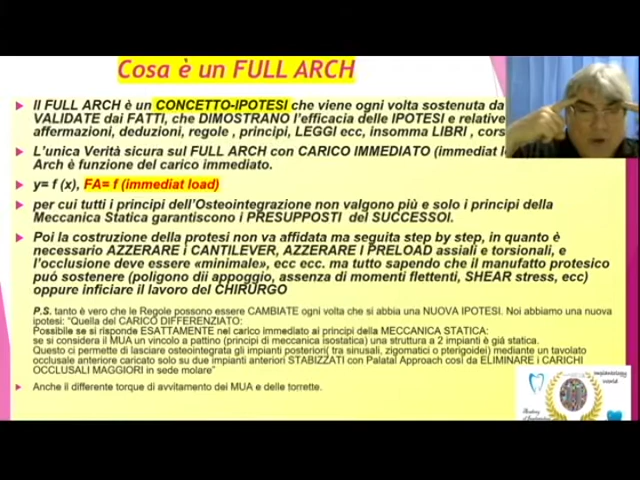 Cosa è un FULL ARCH
Il FULL ARCH è un CONCETTO-IPOTESI che viene ogni volta sostenuta da
VALIDATE dai FATTI, che DIMOSTRANO l'efficacia delle IPOTESI e relative
affermazioni, deduzioni, regole , principi, LEGGI ecc, insomma LIBRI , cors
L'unica Verità sicura sul FULL ARCH con CARICO IMMEDIATO (immediat lo
Arch è funzione del carico immediato.
y= f (x), FA= f (immediat load)
per cui tutti i principi dell'Osteointegrazione non valgono più e solo i principi della
Meccanica Statica garantiscono i PRESUPPOSTI del SUCCESSOI.
Poi la costruzione della protesi non va affidata ma seguita step by step, in quanto è
necessario AZZERARE i CANTILEVER, AZZERARE I PRELOAD assiali e torsionali, e
l'occlusione deve essere «minimale», ecc ecc. ma tutto sapendo che il manufatto protesico
può sostenere (poligono dii appoggio, assenza di momenti flettenti, SHEAR stress, ecc)
oppure inficiare il lavoro del CHIRURGO
P.S. tanto è vero che le Regole possono essere CAMBIATE ogni volta che si abbia una NUOVA IPOTESI. Noi abbiamo una nuova
ipotesi: "Quella del CARICO DIFFERENZIATO:
Possibile se si risponde ESATTAMENTE nel carico immediato ai principi della MECCANICA STATICA:
se si considera il MUA un vincolo a pattino (principi di meccanica isostatica) una struttura a 2 impianti è già statica.
Questo ci permette di lasciare osteointegrata gli impianti posteriori( tra sinusali, zigomatici o pterigoidei) mediante un tavolato
occlusale anteriore caricato solo su due impianti anteriori STABIZZATI con Palatal Approach così da ELIMINARE i CARICHI
OCCLUSALI MAGGIORI in sede molare"
Anche il differente torque di avvitamento dei MUA e delle torrette.
Implantology
world
Academy